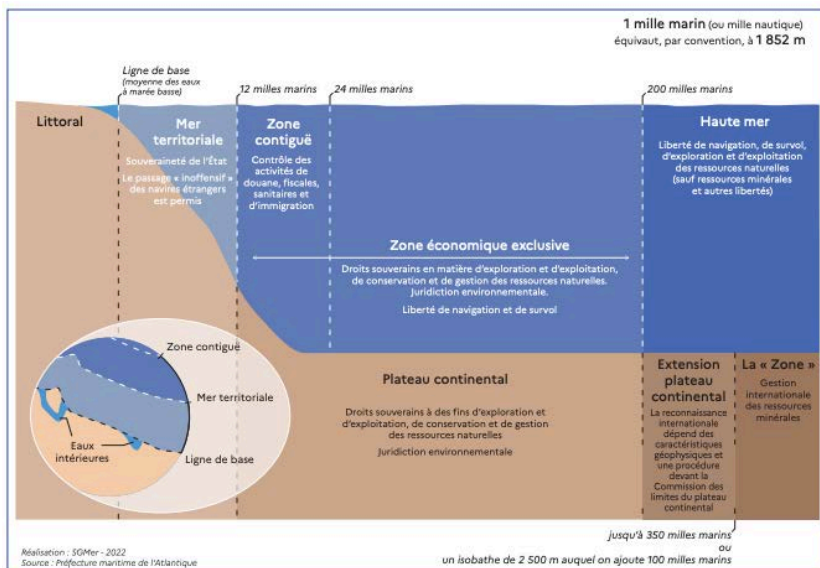 1 mille marin (ou mille nautique)
équivaut, par convention, à 1 852 m
Ligne de base
(moyenne des eaux
à marée basse)
12 milles marins
24 milles marins
200 milles marins
Littoral
Mer
territoriale
Souveraineté de l'État
Le passage « inoffensif »
des navires étrangers
est permis
Zone
contiguë
Contrôle des
activités de
douane, fiscales,
sanitaires et
d'immigration
Haute mer
Liberté de navigation, de survol,
d'exploration et d'exploitation
des ressources naturelles
(sauf ressources minérales
et autres libertés)
Zone économique exclusive
Droits souverains en matière d'exploration et d'exploitation,
de conservation et de gestion des ressources naturelles.
Juridiction environnementale.
Liberté de navigation et de survol
Zone contiguë
Mer territoriale
Eaux
intérieures
Ligne de base
Plateau continental
Droits souverains à des fins d'exploration et
d'exploitation, de conservation et de gestion
des ressources naturelles
Juridiction environnementale
Extension
plateau
continental
La reconnaissance
internationale
dépend des
caractéristiques
géophysiques et
une procédure
devant la
Commission des
limites du plateau
continental
La « Zone »
Gestion
internationale
des ressources
minérales
jusqu'à 350 milles marins
ou
un isobathe de 2 500 m auquel on ajoute 100 milles marins
Réalisation : SGMer - 2022
Source : Préfecture maritime de l'Atlantique